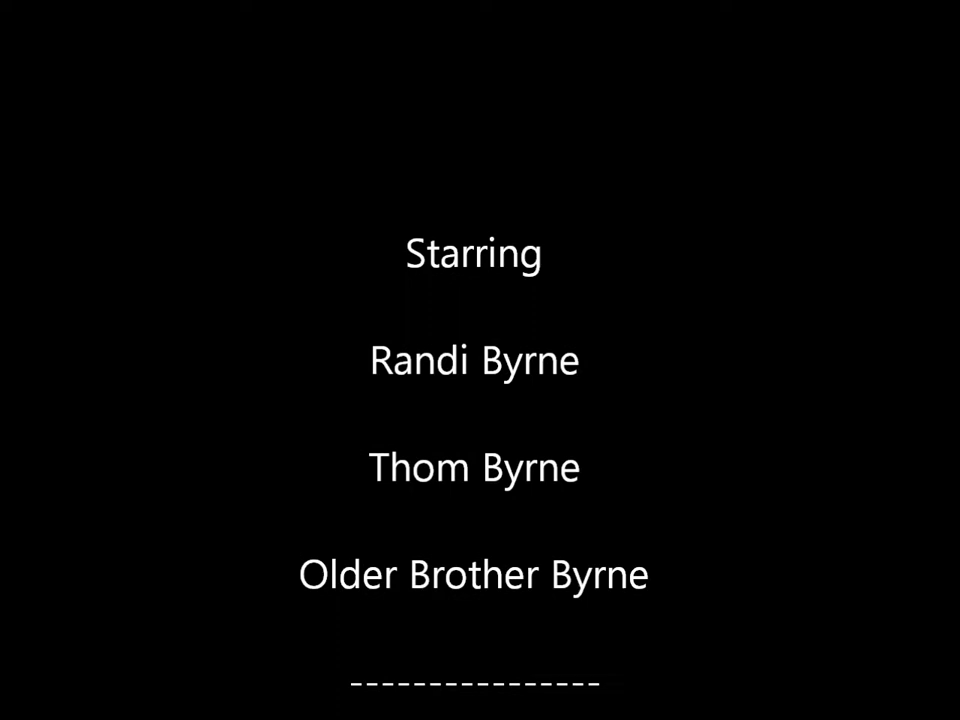 Starring
Randi Byrne
Thom Byrne
Older Brother Byrne
----------------